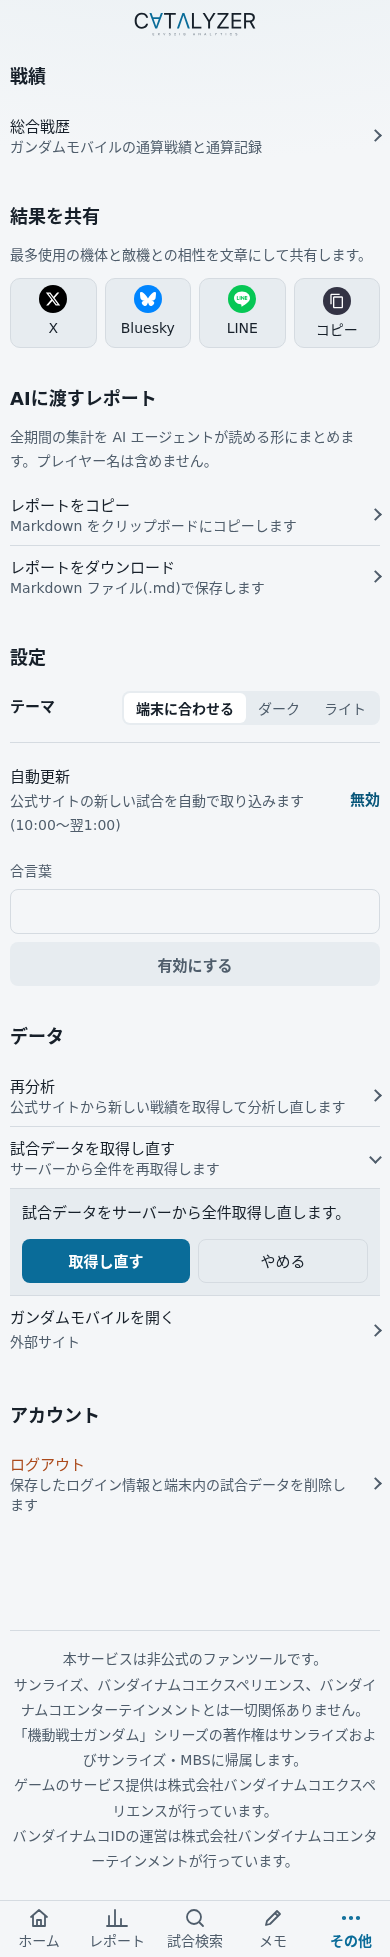 CATALYZER
戦績
総合戦歴
ガンダムモバイルの通算戦績と通算記録
結果を共有
最多使用の機体と敵機との相性を文章にして共有します。
X
Bluesky
LINE
コピー
AIに渡すレポート
全期間の集計を AI エージェントが読める形にまとめま
す。プレイヤー名は含めません。
レポートをコピー
Markdown をクリップボードにコピーします
レポートをダウンロード
Markdown ファイル(.md)で保存します
設定
テーマ
端末に合わせる ダーク ライト
自動更新
公式サイトの新しい試合を自動で取り込みます
(10:00〜翌1:00)
無効
合言葉
有効にする
データ
再分析
公式サイトから新しい戦績を取得して分析し直します
試合データを取得し直す
サーバーから全件を再取得します
試合データをサーバーから全件取得し直します。
取得し直す やめる
ガンダムモバイルを開く
外部サイト
アカウント
ログアウト
保存したログイン情報と端末内の試合データを削除し
ます
本サービスは非公式のファンツールです。
サンライズ、バンダイナムコエクスペリエンス、バンダイ
ナムコエンターテインメントとは一切関係ありません。
「機動戦士ガンダム」シリーズの著作権はサンライズおよ
びサンライズ・MBSに帰属します。
ゲームのサービス提供は株式会社バンダイナムコエクスペ
リエンスが行っています。
バンダイナムコIDの運営は株式会社バンダイナムコエンタ
ーテインメントが行っています。
ホーム レポート 試合検索 メモ その他